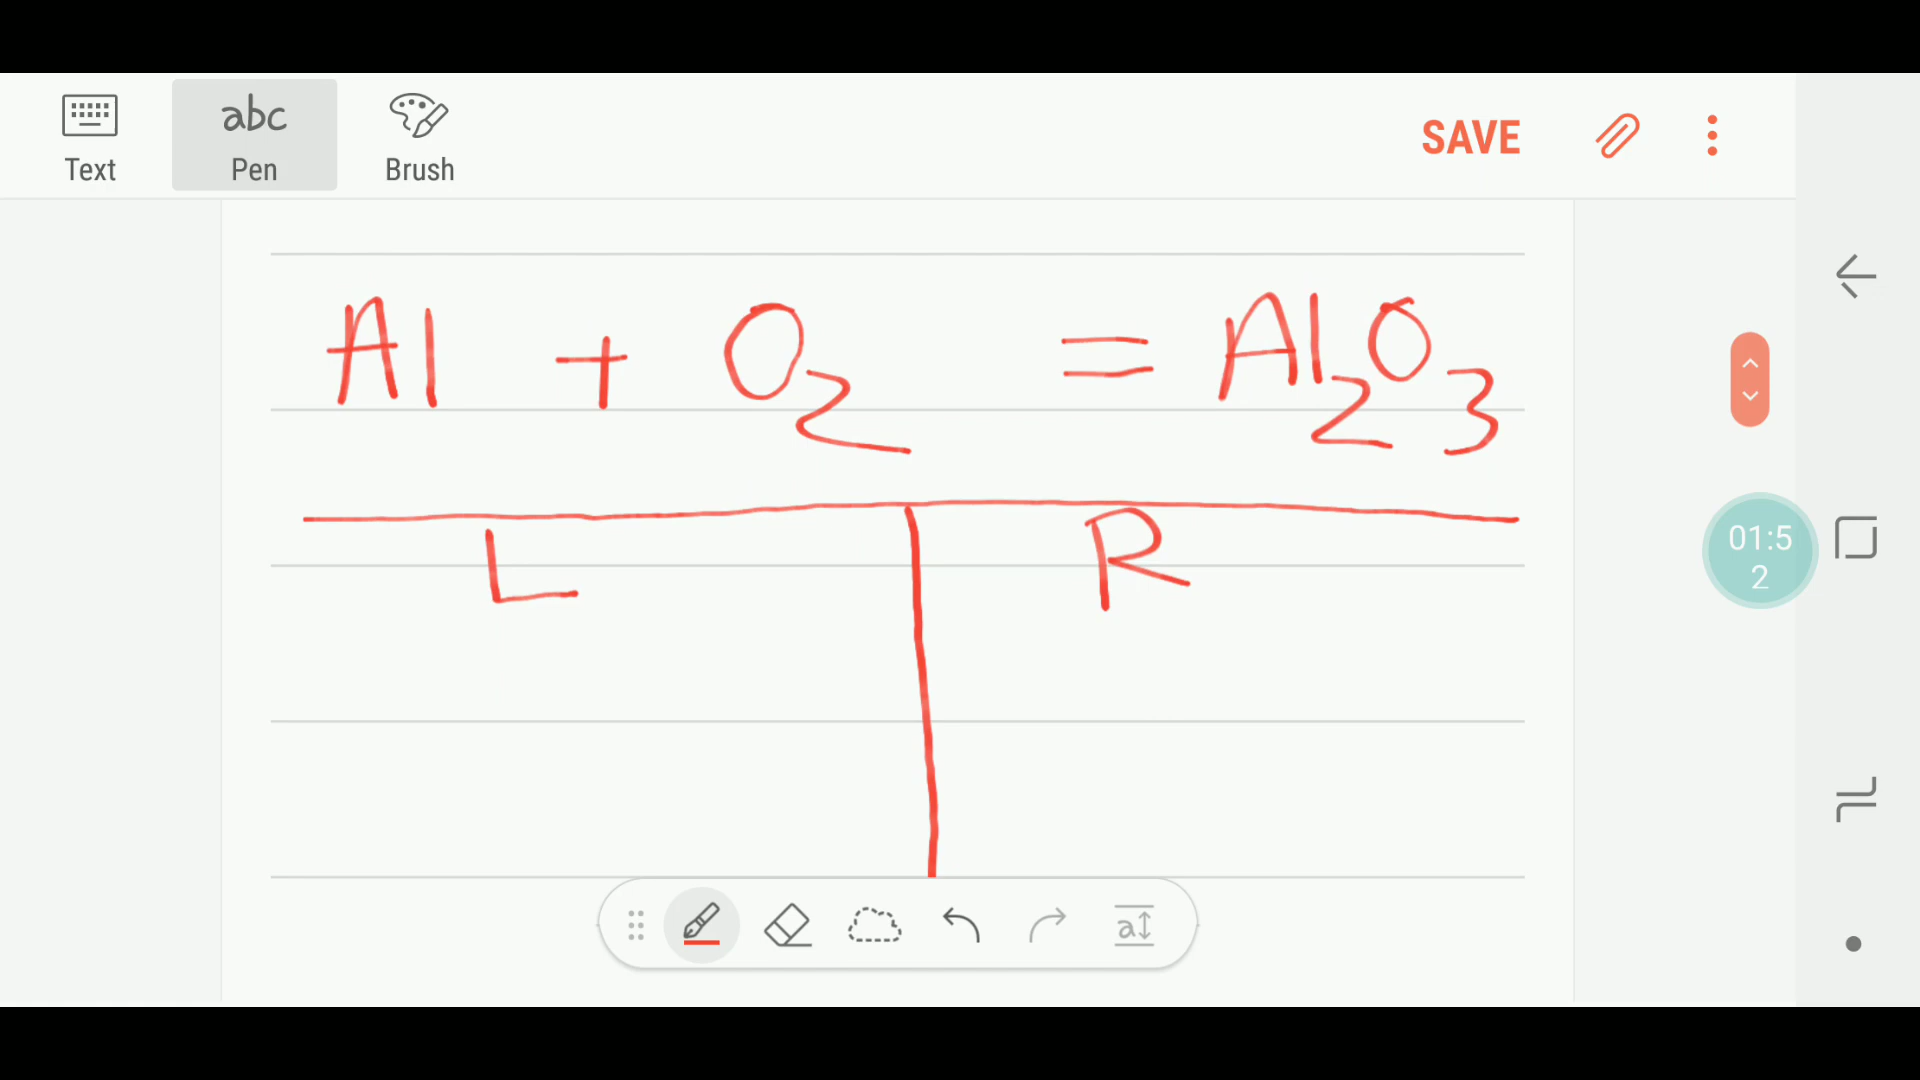 abc
Text Pen Brush SAVE
Al + O2 = Al2O3
L R
01:5
2
a